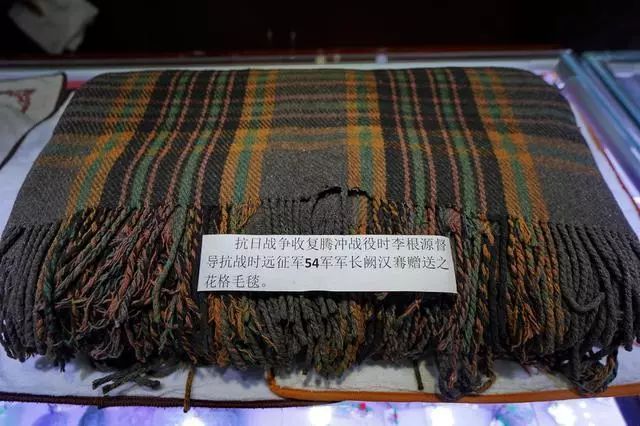 抗日战争收复腾冲战役时李根源督
导抗战时远征军54军军长阙汉骞赠送之
花格毛毯。